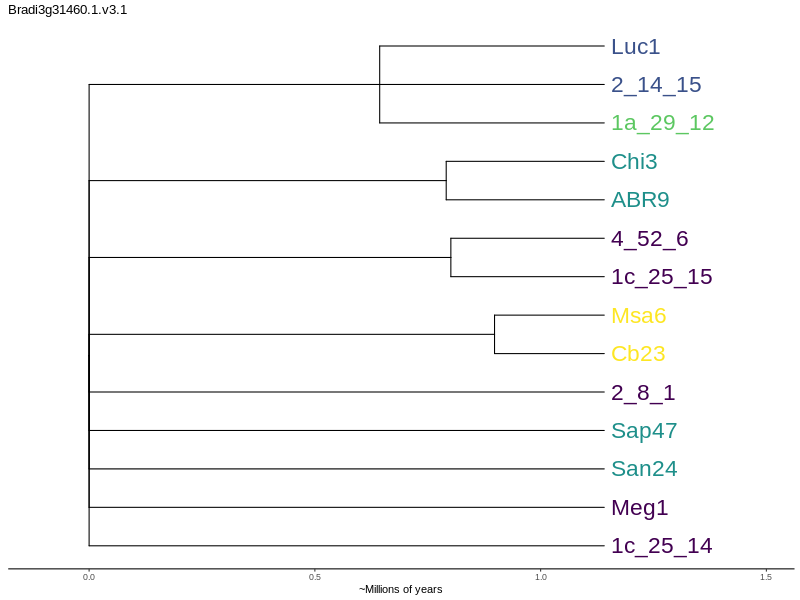 Bradi3g31460.1.v3.1
Luc1
2_14_15
1a_29_12
Chi3
ABR9
4_52_6
1c_25_15
Msa6
Cb23
2_8_1
Sap47
San24
Meg1
1c_25_14
0.0 0.5 1.0 1.5
~Millions of years